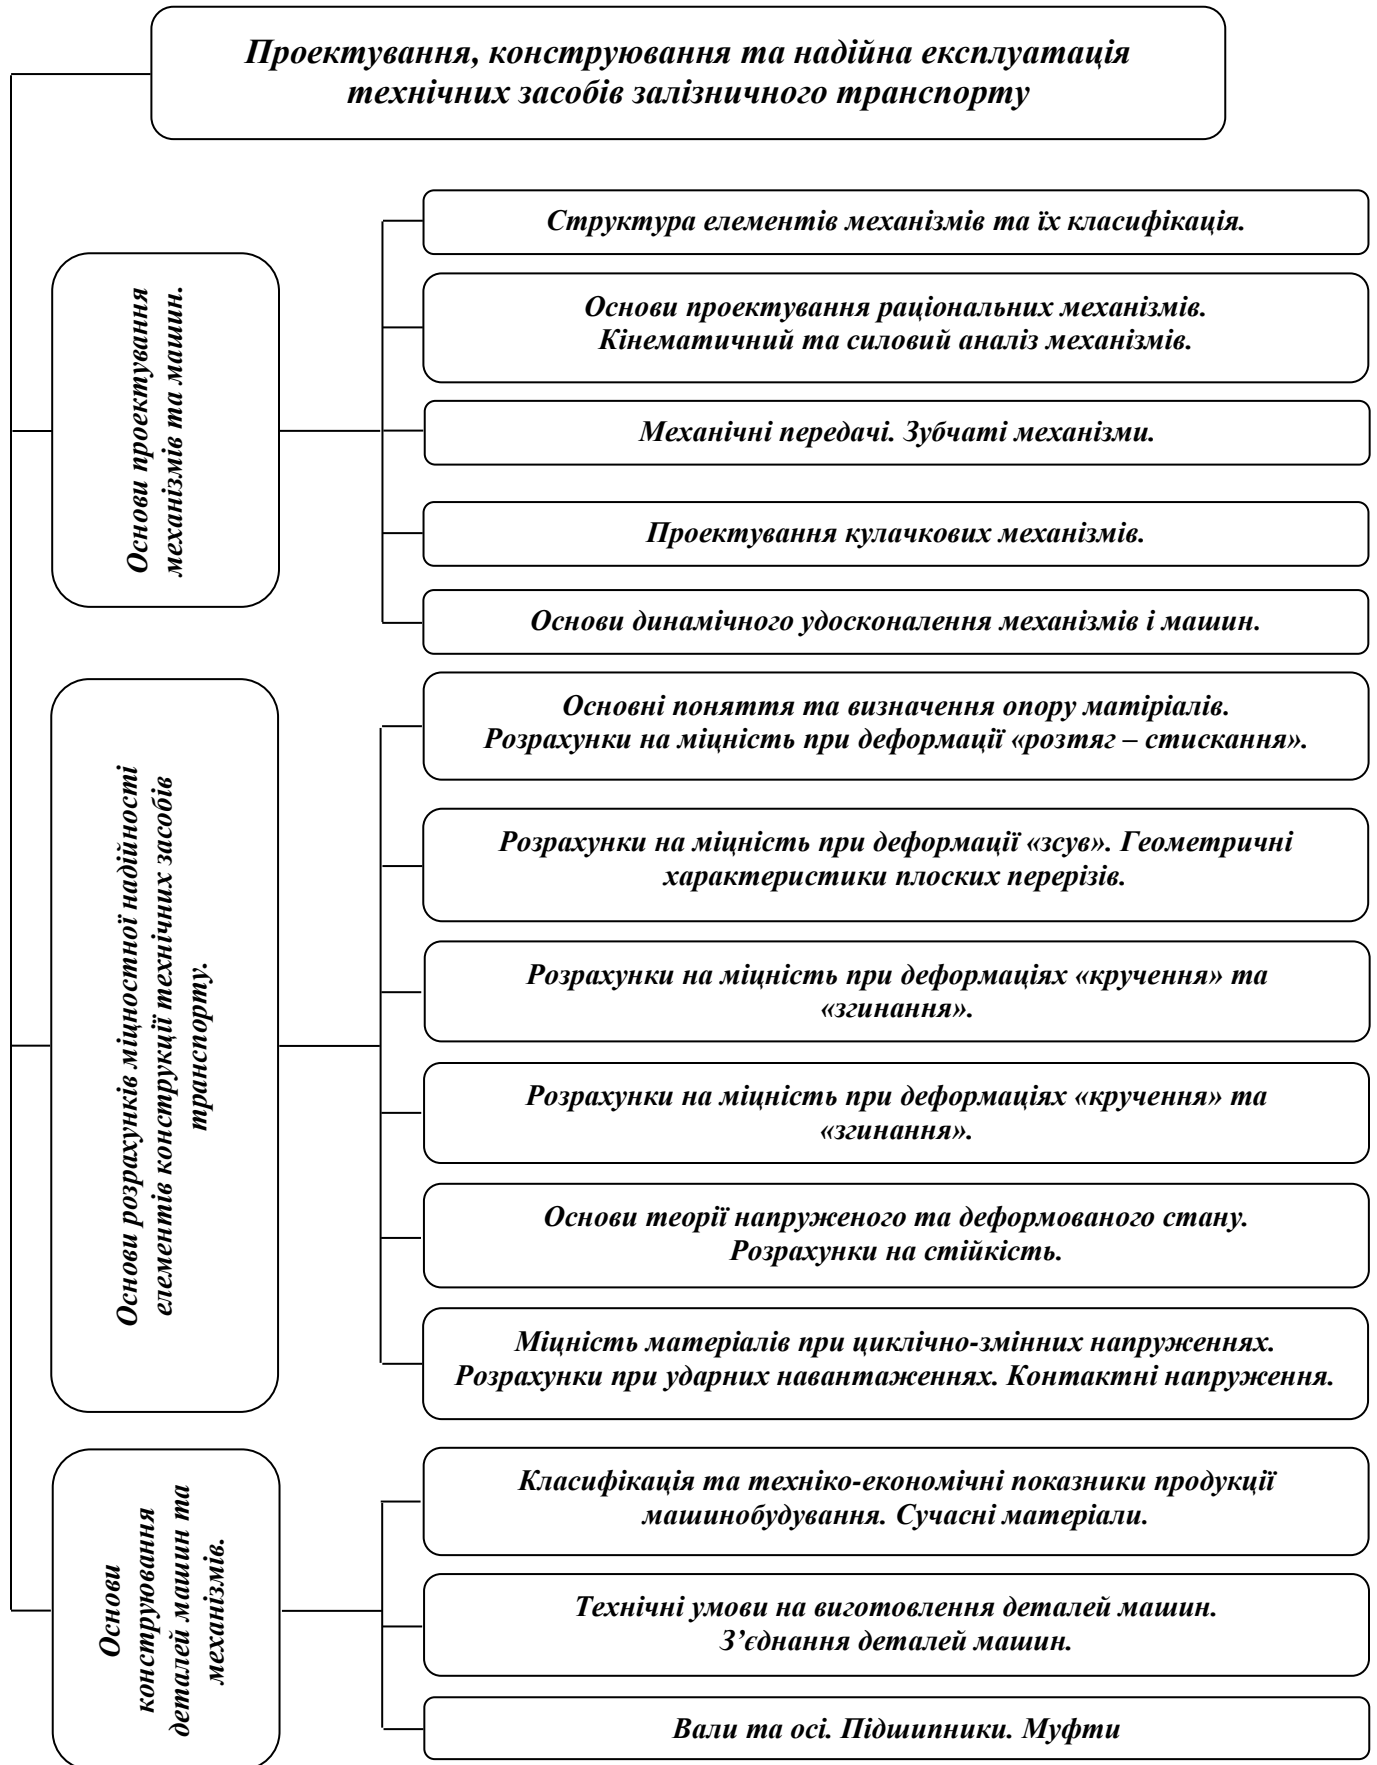 Проектування, конструювання та надійна експлуатація
технічних засобів залізничного транспорту
Основи проектування
механізмів та машин.
Структура елементів механізмів та їх класифікація.
Основи проектування раціональних механізмів.
Кінематичний та силовий аналіз механізмів.
Механічні передачі. Зубчаті механізми.
Проектування кулачкових механізмів.
Основи динамічного удосконалення механізмів і машин.
Основи розрахунків міцностної надійності
елементів конструкції технічних засобів
транспорту.
Основні поняття та визначення опору матіріалів.
Розрахунки на міцність при деформації «розтяг – стискання».
Розрахунки на міцність при деформації «зсув». Геометричні
характеристики плоских перерізів.
Розрахунки на міцність при деформаціях «кручення» та
«згинання».
Розрахунки на міцність при деформаціях «кручення» та
«згинання».
Основи теорії напруженого та деформованого стану.
Розрахунки на стійкість.
Міцність матеріалів при циклічно-змінних напруженнях.
Розрахунки при ударних навантаженнях. Контактні напруження.
Основи
конструювання
деталей машин та
механізмів.
Класифікація та техніко-економічні показники продукції
машинобудування. Сучасні матеріали.
Технічні умови на виготовлення деталей машин.
З’єднання деталей машин.
Вали та осі. Підшипники. Муфти